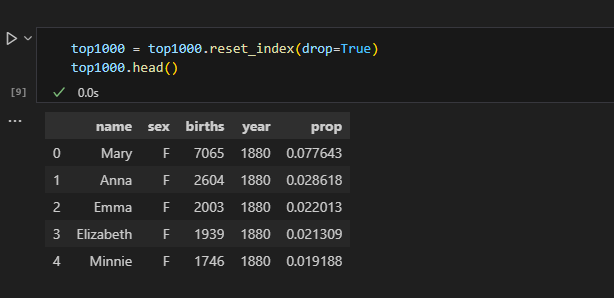 top1000 = top1000.reset_index(drop=True)
top1000.head()
[9] 0.0s
...
name sex births year prop
0 Mary F 7065 1880 0.077643
1 Anna F 2604 1880 0.028618
2 Emma F 2003 1880 0.022013
3 Elizabeth F 1939 1880 0.021309
4 Minnie F 1746 1880 0.019188